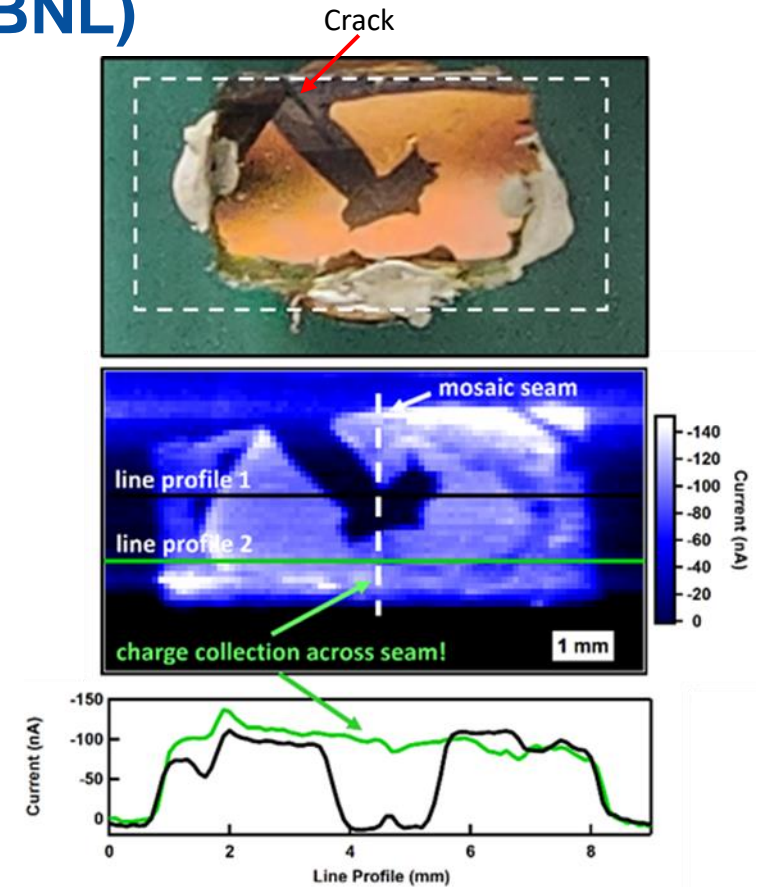 BNL)
Crack
mosaic seam
line profile 1
line profile 2
charge collection across seam!
1 mm
-140
-120
-100
-80
-60
-40
-20
0
Current (nA)
-150
-100
-50
0
Current (nA)
0 2 4 6 8
Line Profile (mm)